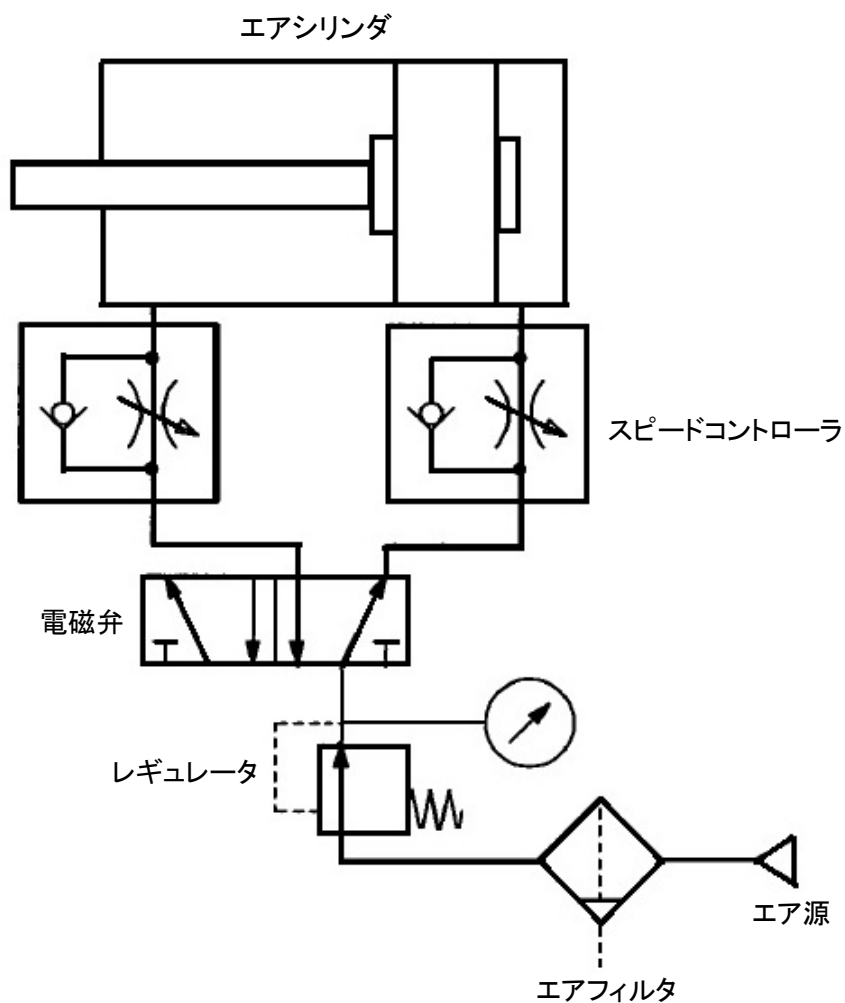 エアシリンダ
スピードコントローラ
電磁弁
レギュレータ
エア源
エアフィルタ